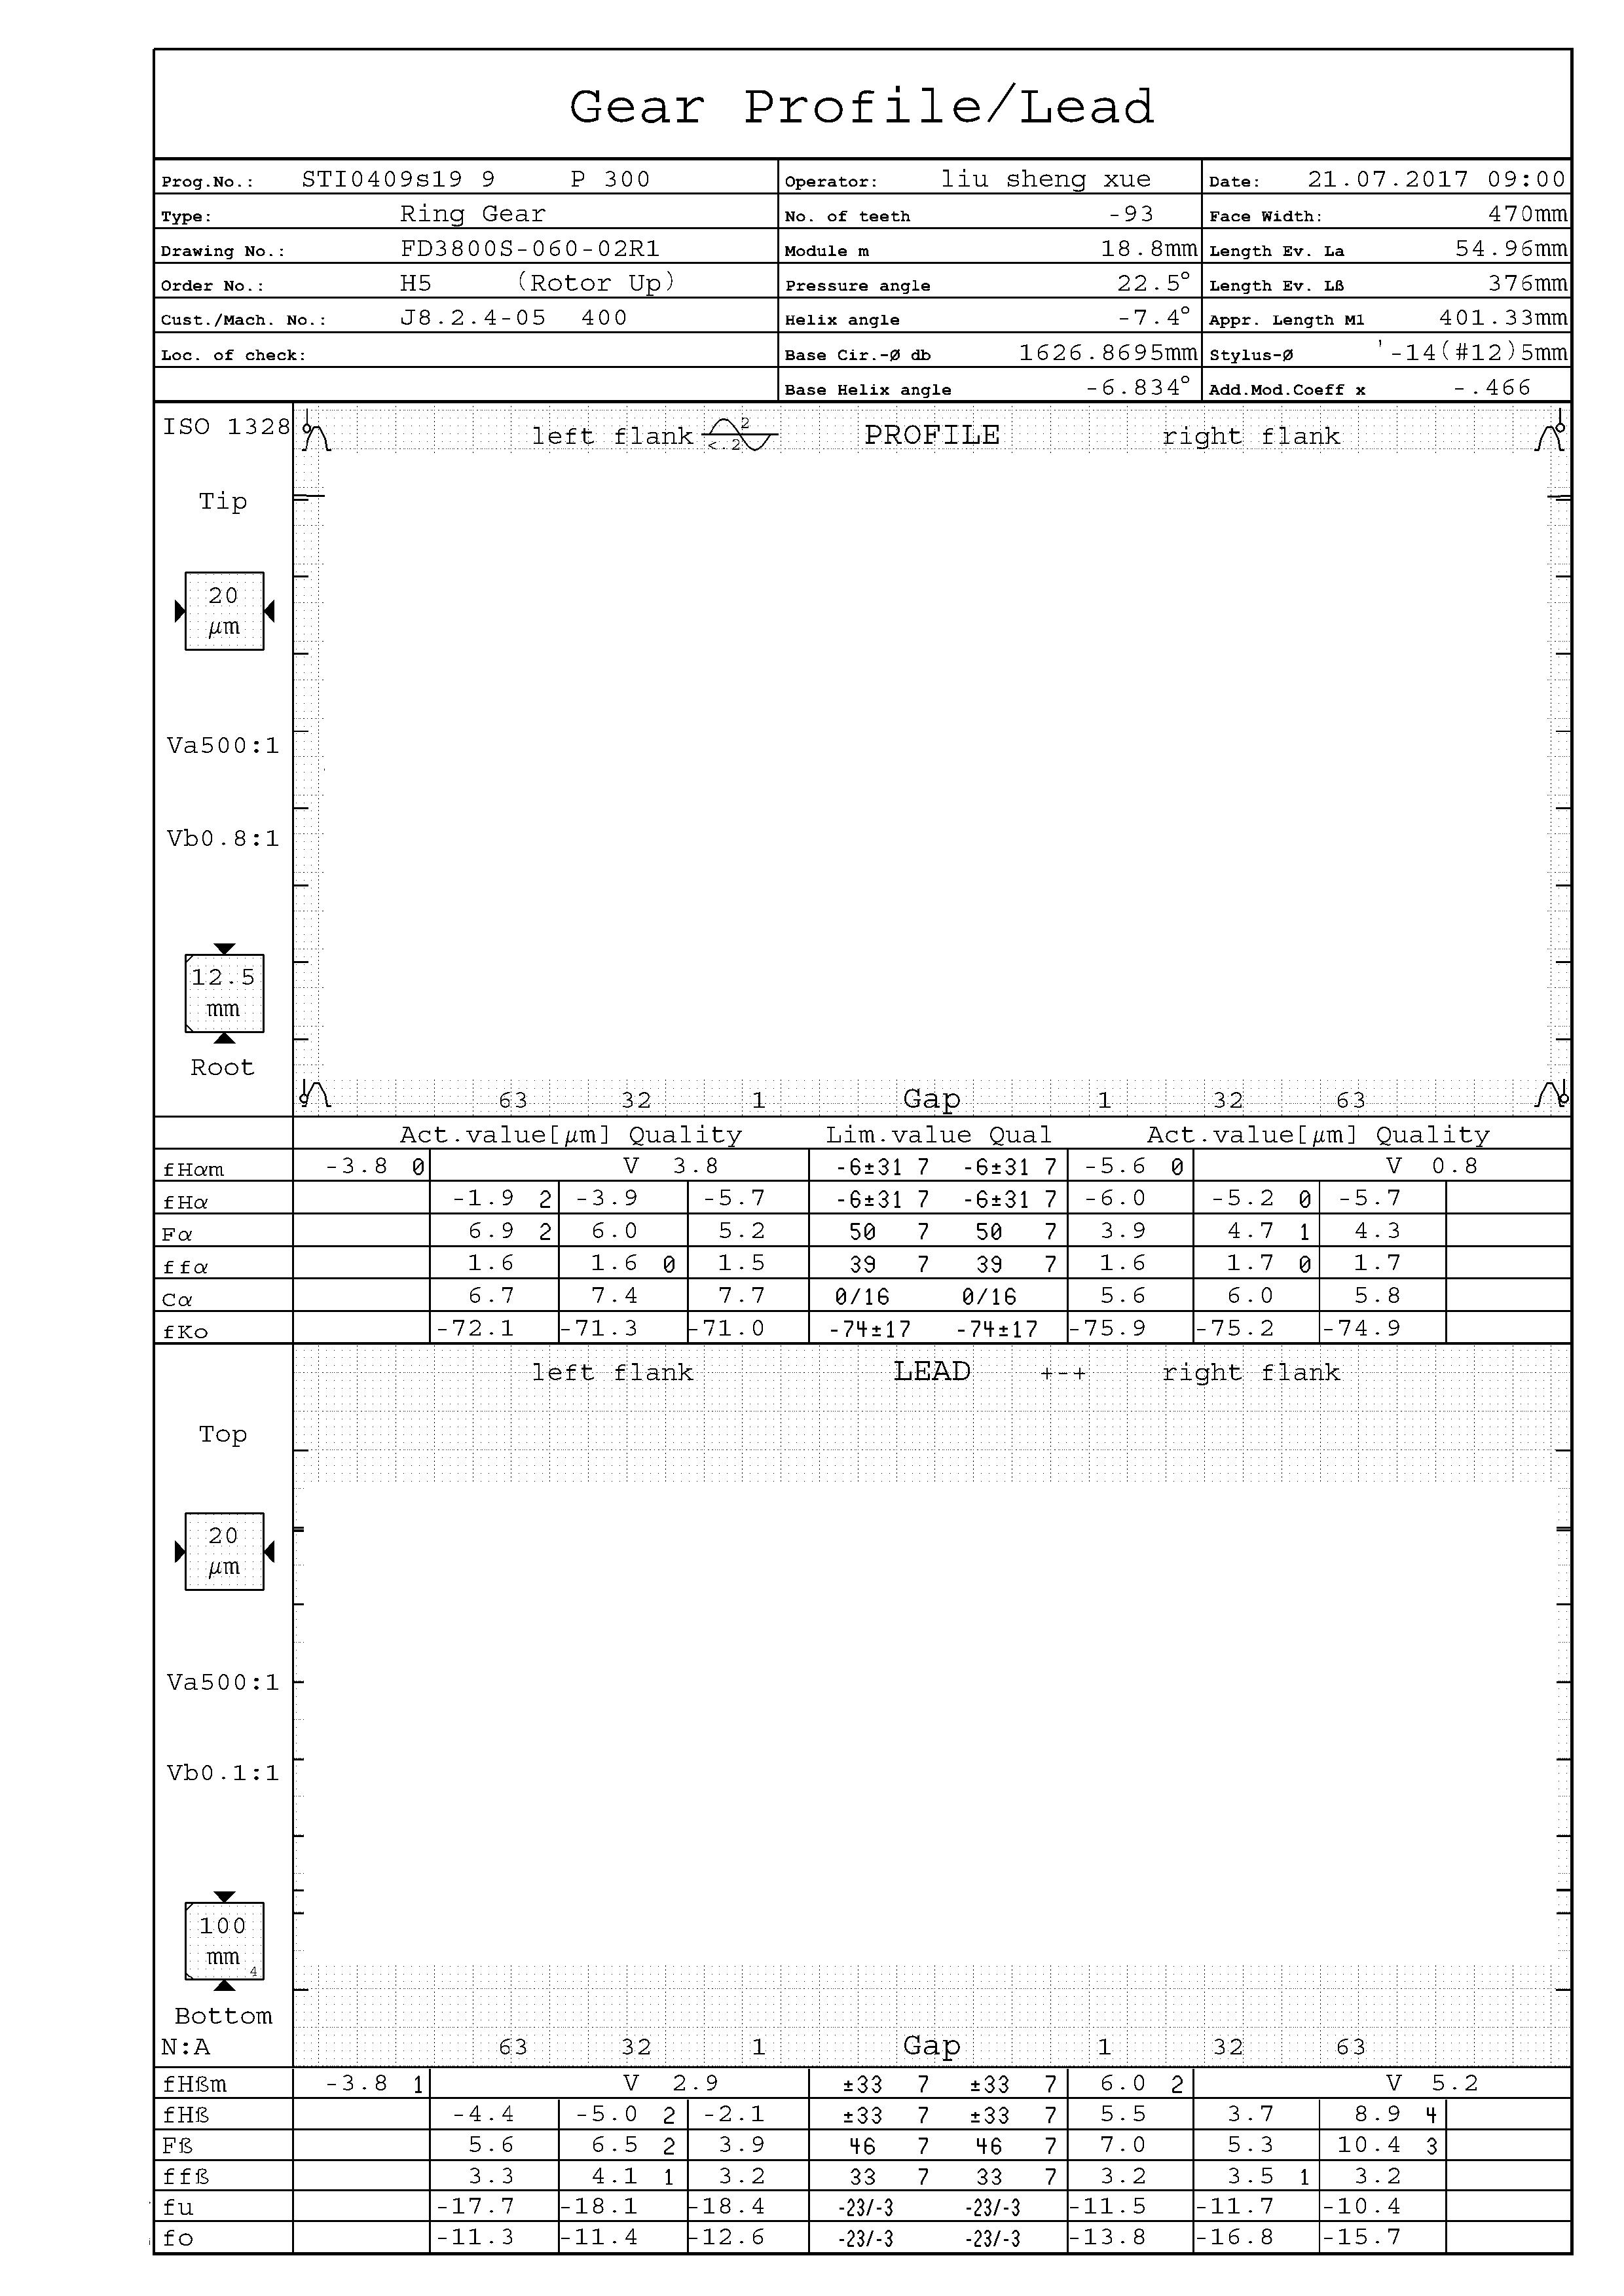 Gear Profile/Lead
Prog.No.: STI0409s19 9 P 300 Operator: liu sheng xue Date: 21.07.2017 09:00
Type: Ring Gear No. of teeth -93 Face Width: 470mm
Drawing No.: FD3800S-060-02R1 Module m 18.8mm Length Ev. La 54.96mm
Order No.: H5 (Rotor Up) Pressure angle 22.5° Length Ev. Lß 376mm
Cust./Mach. No.: J8.2.4-05 400 Helix angle -7.4° Appr. Length M1 401.33mm
Loc. of check: Base Cir.-Ø db 1626.8695mm Stylus-Ø '-14(#12)5mm
Base Helix angle -6.834° Add.Mod.Coeff x -.466
ISO 1328 left flank 2 <.2 PROFILE right flank
Tip
20
µm
Va500:1
Vb0.8:1
12.5
mm
Root
63 32 1 Gap 1 32 63
Act.value[µm] Quality Lim.value Qual Act.value[µm] Quality
fHαm -3.8 0 V 3.8 -6±31 7 -6±31 7 -5.6 0 V 0.8
fHα -1.9 2 -3.9 -5.7 -6±31 7 -6±31 7 -6.0 -5.2 0 -5.7
Fα 6.9 2 6.0 5.2 50 7 50 7 3.9 4.7 1 4.3
ffα 1.6 1.6 0 1.5 39 7 39 7 1.6 1.7 0 1.7
Cα 6.7 7.4 7.7 0/16 0/16 5.6 6.0 5.8
fKo -72.1 -71.3 -71.0 -74±17 -74±17 -75.9 -75.2 -74.9
left flank LEAD +-+ right flank
Top
20
µm
Va500:1
Vb0.1:1
100
mm 4
Bottom
N:A 63 32 1 Gap 1 32 63
fHßm -3.8 1 V 2.9 ±33 7 ±33 7 6.0 2 V 5.2
fHß -4.4 -5.0 2 -2.1 ±33 7 ±33 7 5.5 3.7 8.9 4
Fß 5.6 6.5 2 3.9 46 7 46 7 7.0 5.3 10.4 3
ffß 3.3 4.1 1 3.2 33 7 33 7 3.2 3.5 1 3.2
fu -17.7 -18.1 -18.4 -23/-3 -23/-3 -11.5 -11.7 -10.4
fo -11.3 -11.4 -12.6 -23/-3 -23/-3 -13.8 -16.8 -15.7